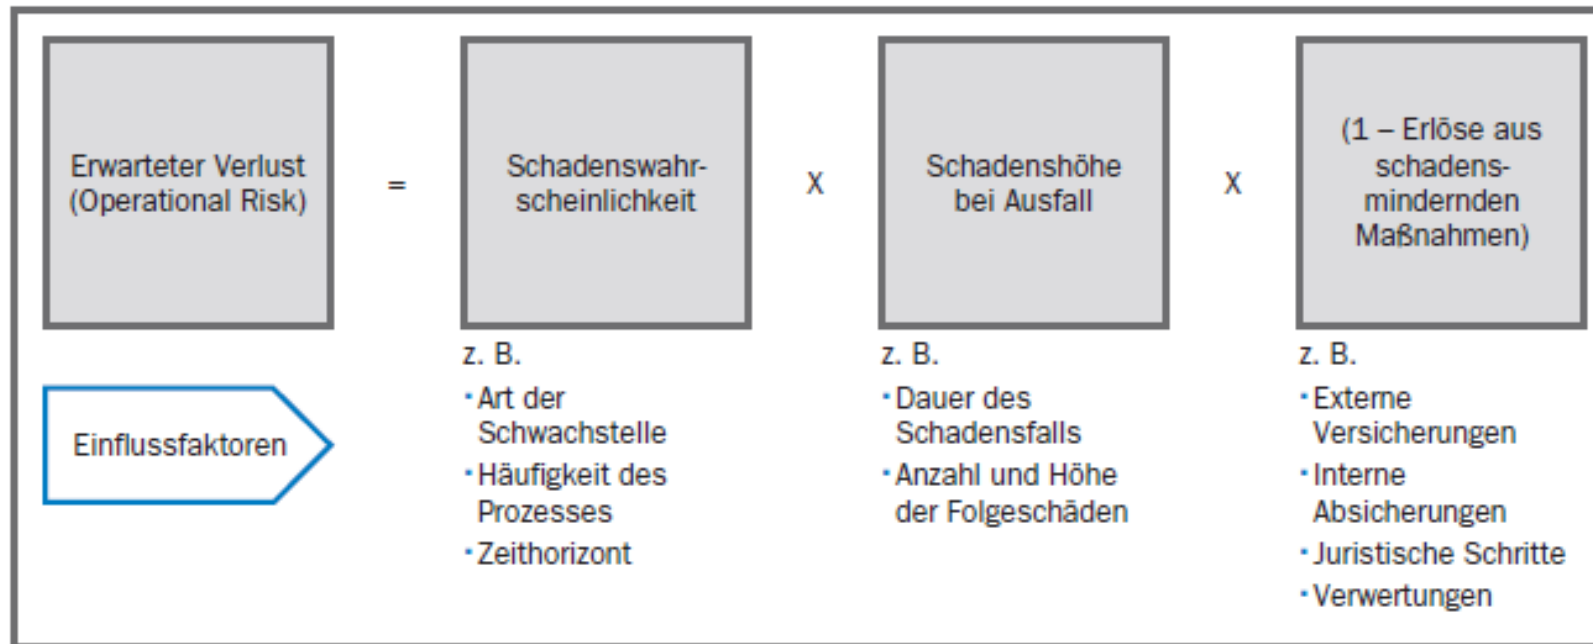 Erwarteter Verlust
(Operational Risk)
=
Schadenswahr-
scheinlichkeit
X
Schadenshöhe
bei Ausfall
X
(1 – Erlöse aus
schadens-
mindernden
Maßnahmen)
Einflussfaktoren
z. B.
· Art der
Schwachstelle
· Häufigkeit des
Prozesses
· Zeithorizont
z. B.
· Dauer des
Schadensfalls
· Anzahl und Höhe
der Folgeschäden
z. B.
· Externe
Versicherungen
· Interne
Absicherungen
· Juristische Schritte
· Verwertungen